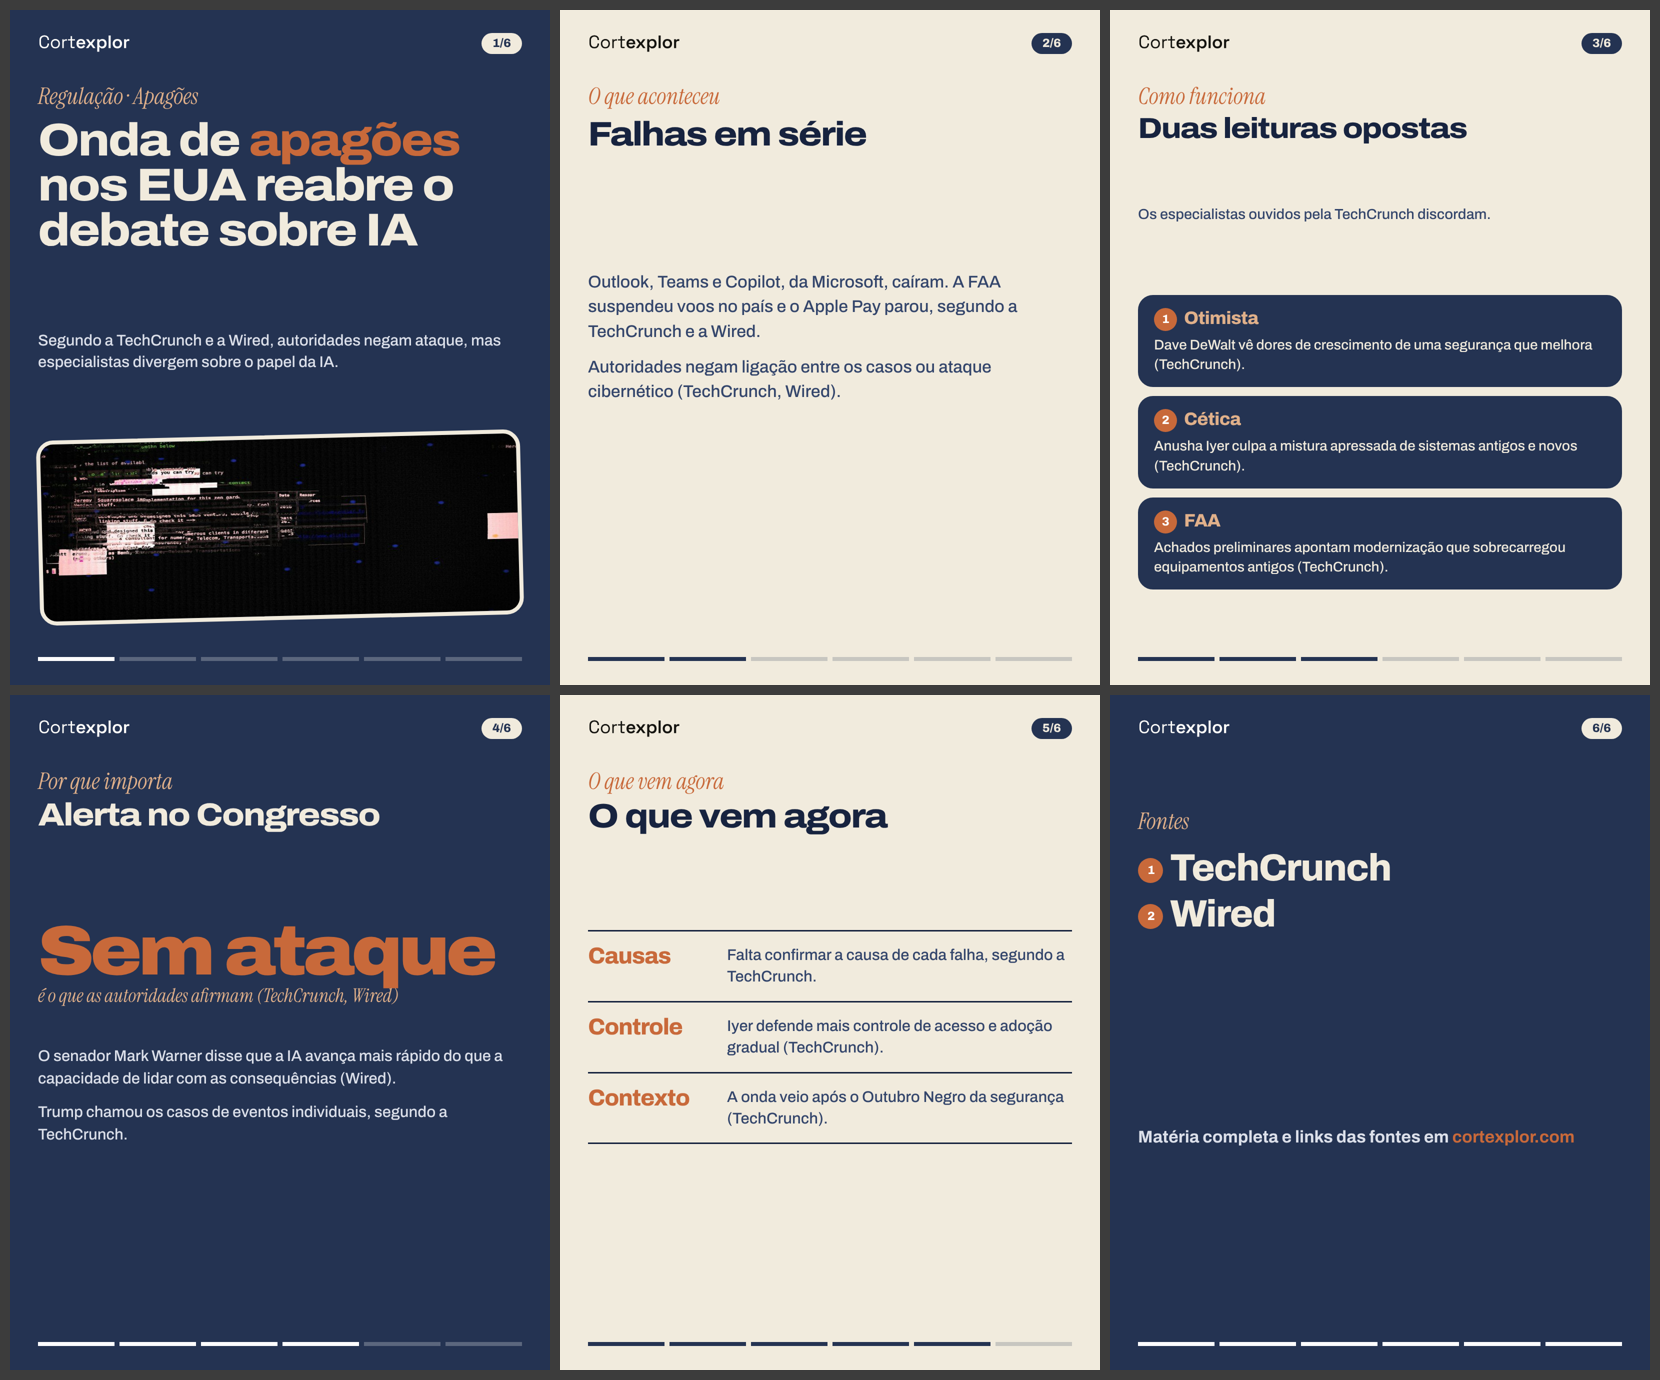 Cortexplor
1/6
Regulação · Apagões
Onda de apagões
nos EUA reabre o
debate sobre IA
Segundo a TechCrunch e a Wired, autoridades negam ataque, mas
especialistas divergem sobre o papel da IA.
Cortexplor
2/6
O que aconteceu
Falhas em série
Outlook, Teams e Copilot, da Microsoft, caíram. A FAA
suspendeu voos no país e o Apple Pay parou, segundo a
TechCrunch e a Wired.
Autoridades negam ligação entre os casos ou ataque
cibernético (TechCrunch, Wired).
Cortexplor
3/6
Como funciona
Duas leituras opostas
Os especialistas ouvidos pela TechCrunch discordam.
1 Otimista
Dave DeWalt vê dores de crescimento de uma segurança que melhora
(TechCrunch).
2 Cética
Anusha Iyer culpa a mistura apressada de sistemas antigos e novos
(TechCrunch).
3 FAA
Achados preliminares apontam modernização que sobrecarregou
equipamentos antigos (TechCrunch).
Cortexplor
4/6
Por que importa
Alerta no Congresso
Sem ataque
é o que as autoridades afirmam (TechCrunch, Wired)
O senador Mark Warner disse que a IA avança mais rápido do que a
capacidade de lidar com as consequências (Wired).
Trump chamou os casos de eventos individuais, segundo a
TechCrunch.
Cortexplor
5/6
O que vem agora
O que vem agora
Causas
Falta confirmar a causa de cada falha, segundo a
TechCrunch.
Controle
Iyer defende mais controle de acesso e adoção
gradual (TechCrunch).
Contexto
A onda veio após o Outubro Negro da segurança
(TechCrunch).
Cortexplor
6/6
Fontes
1 TechCrunch
2 Wired
Matéria completa e links das fontes em cortexplor.com